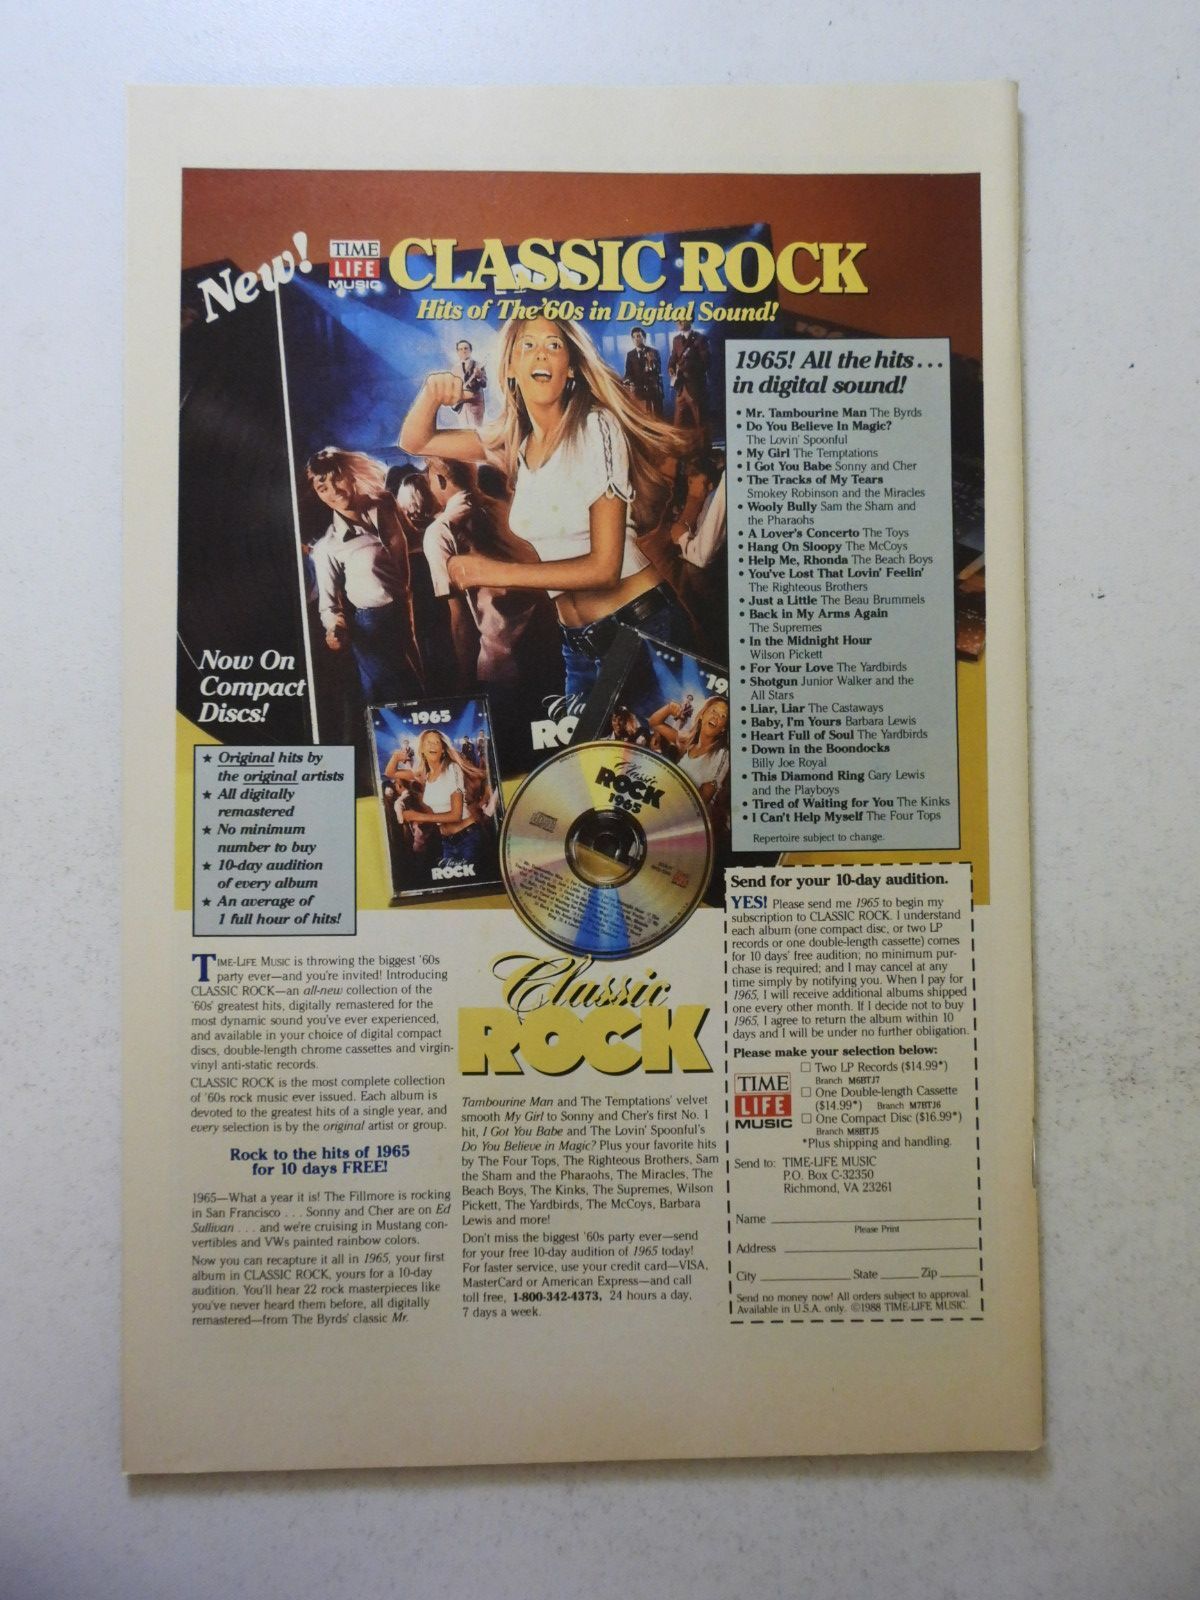 New!
TIME
LIFE
MUSIC
CLASSIC ROCK
Hits of The '60s in Digital Sound!
1965! All the hits...
in digital sound!
• Mr. Tambourine Man The Byrds
• Do You Believe In Magic?
The Lovin' Spoonful
• My Girl The Temptations
• I Got You Babe Sonny and Cher
• The Tracks of My Tears
Smokey Robinson and the Miracles
• Wooly Bully Sam the Sham and
the Pharaohs
• A Lover's Concerto The Toys
• Hang On Sloopy The McCoys
• Help Me, Rhonda The Beach Boys
• You've Lost That Lovin' Feelin'
The Righteous Brothers
• Just a Little The Beau Brummels
• Back in My Arms Again
The Supremes
• In the Midnight Hour
Wilson Pickett
• For Your Love The Yardbirds
• Shotgun Junior Walker and the
All Stars
• Liar, Liar The Castaways
• Baby, I'm Yours Barbara Lewis
• Heart Full of Soul The Yardbirds
• Down in the Boondocks
Billy Joe Royal
• This Diamond Ring Gary Lewis
and the Playboys
• Tired of Waiting for You The Kinks
• I Can't Help Myself The Four Tops
Repertoire subject to change.
Now On
Compact
Discs!
★ Original hits by
the original artists
★ All digitally
remastered
★ No minimum
number to buy
★ 10-day audition
of every album
★ An average of
1 full hour of hits!
1965
Classic
ROCK
Cla
ROC
19
Classic
ROCK
1965
TIME-LIFE MUSIC is throwing the biggest '60s
party ever—and you're invited! Introducing
CLASSIC ROCK—an all-new collection of the
'60s' greatest hits, digitally remastered for the
most dynamic sound you've ever experienced,
and available in your choice of digital compact
discs, double-length chrome cassettes and virgin-
vinyl anti-static records.
CLASSIC ROCK is the most complete collection
of '60s rock music ever issued. Each album is
devoted to the greatest hits of a single year, and
every selection is by the original artist or group.
Rock to the hits of 1965
for 10 days FREE!
1965—What a year it is! The Fillmore is rocking
in San Francisco . . . Sonny and Cher are on Ed
Sullivan . . . and we're cruising in Mustang con-
vertibles and VWs painted rainbow colors.
Now you can recapture it all in 1965, your first
album in CLASSIC ROCK, yours for a 10-day
audition. You'll hear 22 rock masterpieces like
you've never heard them before, all digitally
remastered—from The Byrds' classic Mr.
Classic
ROCK
Tambourine Man and The Temptations' velvet
smooth My Girl to Sonny and Cher's first No. 1
hit, I Got You Babe and The Lovin' Spoonful's
Do You Believe in Magic? Plus your favorite hits
by The Four Tops, The Righteous Brothers, Sam
the Sham and the Pharaohs, The Miracles, The
Beach Boys, The Kinks, The Supremes, Wilson
Pickett, The Yardbirds, The McCoys, Barbara
Lewis and more!
Don't miss the biggest '60s party ever—send
for your free 10-day audition of 1965 today!
For faster service, use your credit card—VISA,
MasterCard or American Express—and call
toll free, 1-800-342-4373, 24 hours a day,
7 days a week.
Send for your 10-day audition.
YES! Please send me 1965 to begin my
subscription to CLASSIC ROCK. I understand
each album (one compact disc, or two LP
records or one double-length cassette) comes
for 10 days' free audition; no minimum pur-
chase is required; and I may cancel at any
time simply by notifying you. When I pay for
1965, I will receive additional albums shipped
one every other month. If I decide not to buy
1965, I agree to return the album within 10
days and I will be under no further obligation.
Please make your selection below:
TIME
LIFE
MUSIC
☐ Two LP Records ($14.99*)
Branch M6BTJ7
☐ One Double-length Cassette
($14.99*) Branch M7BTJ6
☐ One Compact Disc ($16.99*)
Branch M8BTJ5
*Plus shipping and handling.
Send to: TIME-LIFE MUSIC
P.O. Box C-32350
Richmond, VA 23261
Name
Please Print
Address
City State Zip
Send no money now! All orders subject to approval.
Available in U.S.A. only. ©1988 TIME-LIFE MUSIC.